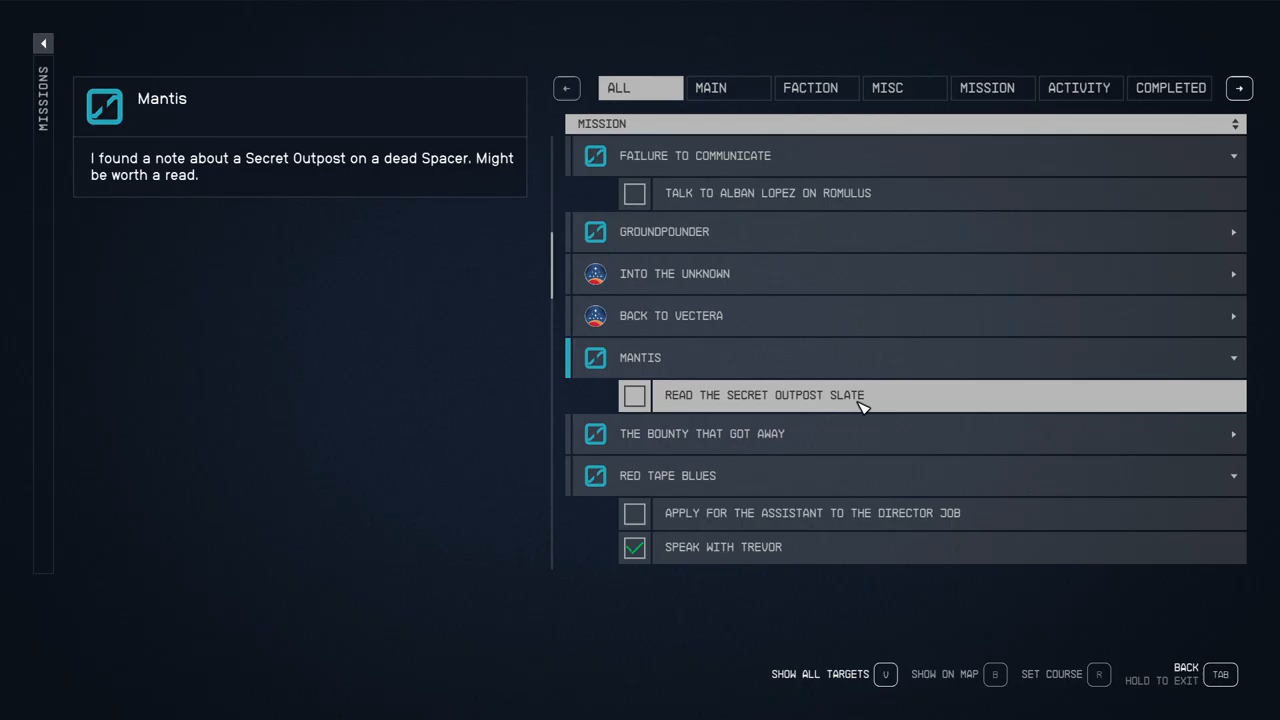 MISSIONS
Mantis
I found a note about a Secret Outpost on a dead Spacer. Might
be worth a read.
ALL
MAIN
FACTION
MISC
MISSION
ACTIVITY
COMPLETED
MISSION
FAILURE TO COMMUNICATE
TALK TO ALBAN LOPEZ ON ROMULUS
GROUNDPOUNDER
INTO THE UNKNOWN
BACK TO VECTERA
MANTIS
READ THE SECRET OUTPOST SLATE
THE BOUNTY THAT GOT AWAY
RED TAPE BLUES
APPLY FOR THE ASSISTANT TO THE DIRECTOR JOB
SPEAK WITH TREVOR
SHOW ALL TARGETS V
SHOW ON MAP B
SET COURSE R
BACK
HOLD TO EXIT
TAB